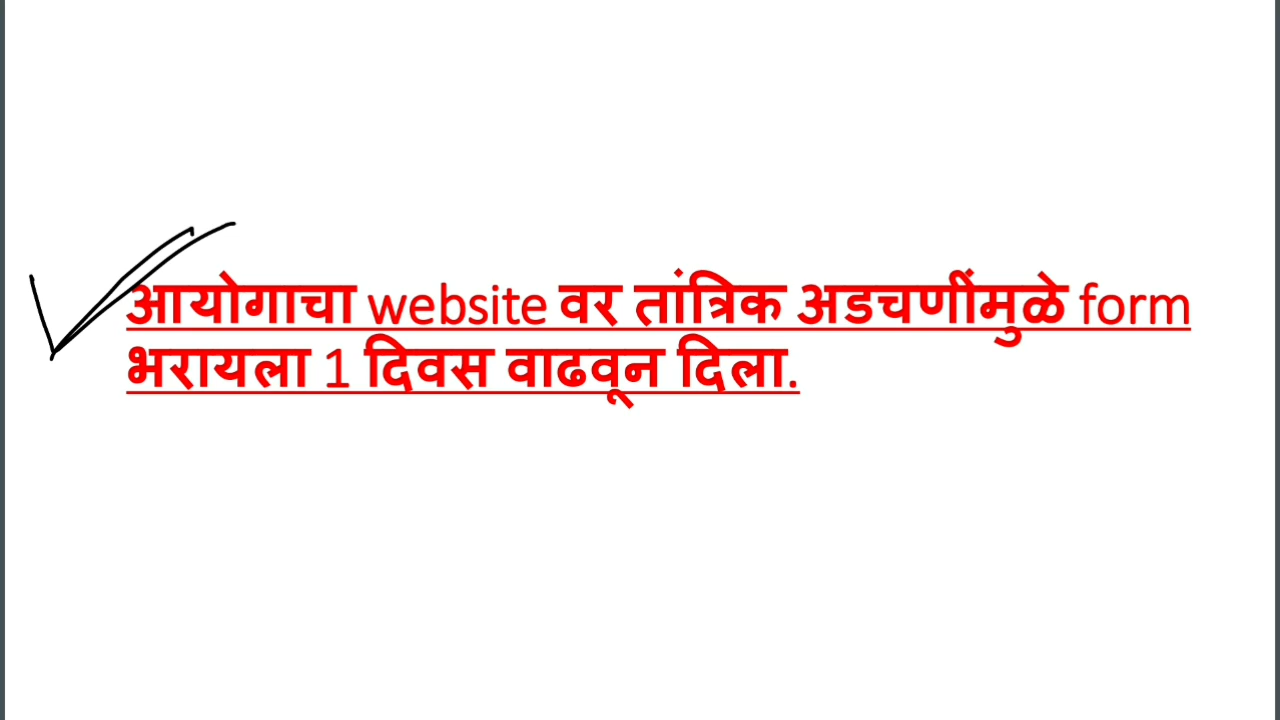 आयोगाचा website वर तांत्रिक अडचणींमुळे form
भरायला 1 दिवस वाढवून दिला.